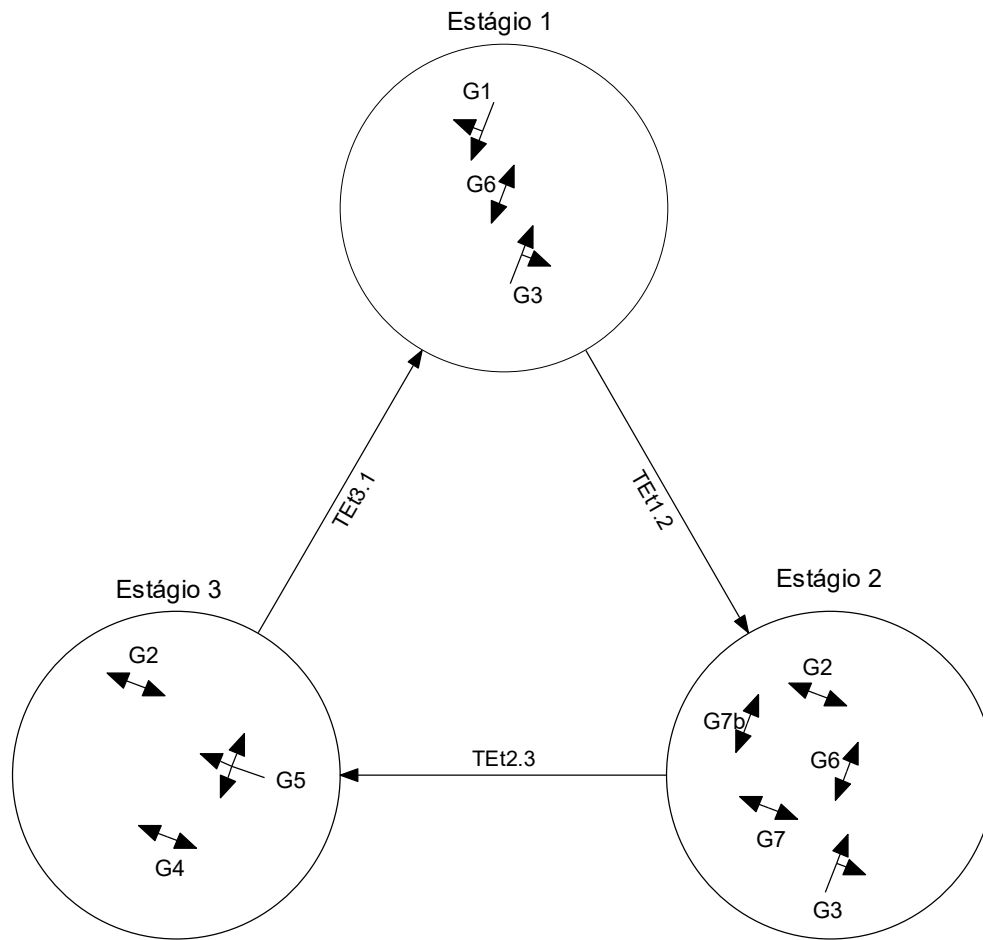 Estágio 1
G1
G6
G3
TEt3.1
TEt1.2
Estágio 3
Estágio 2
G2
G5
G4
TEt2.3
G2
G7b
G6
G7
G3